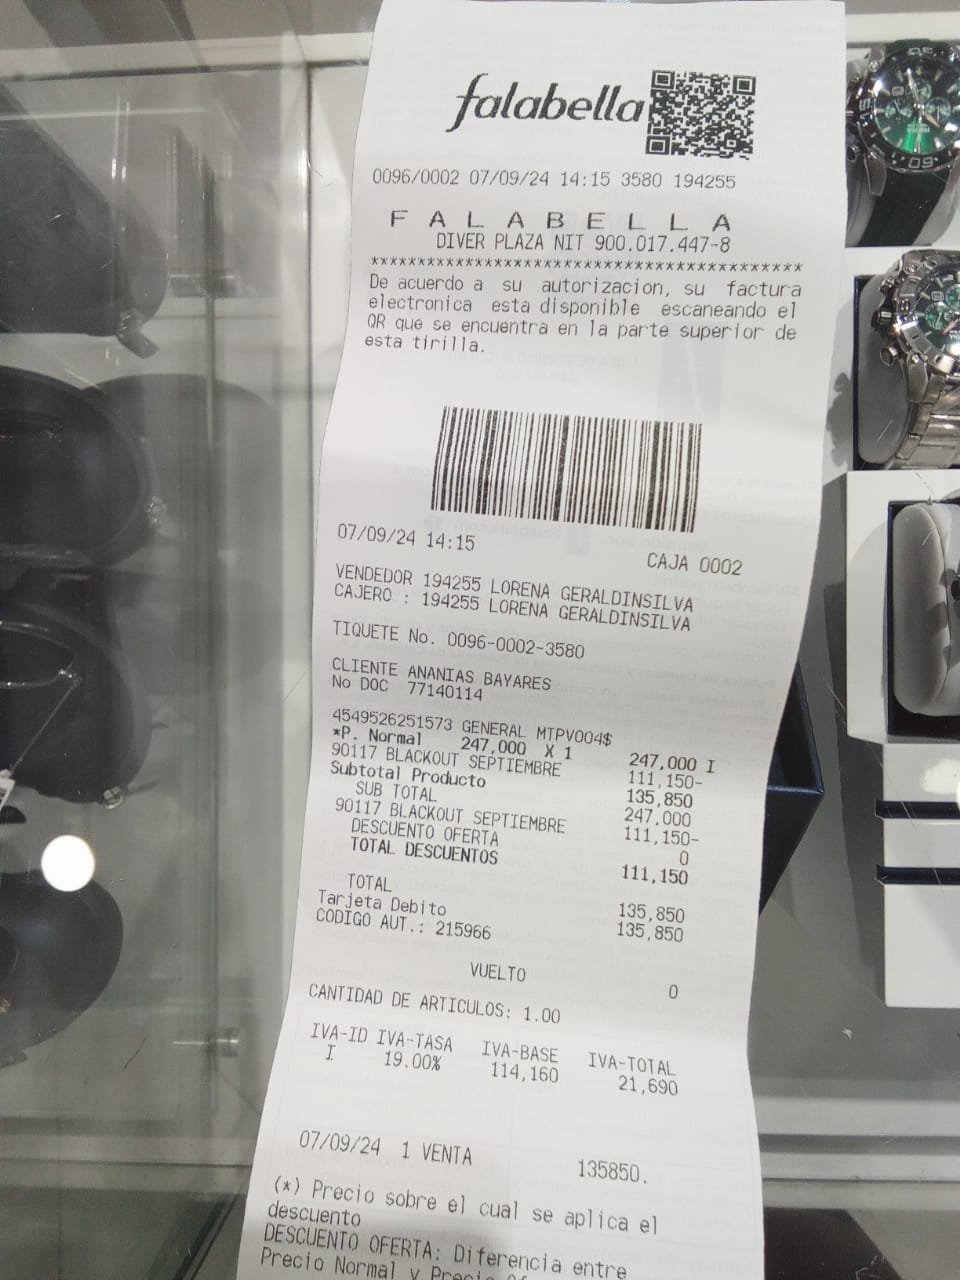 falabella
0096/0002 07/09/24 14:15 3580 194255
F A L A B E L L A
DIVER PLAZA NIT 900.017.447-8
******************************************
De acuerdo a su autorizacion, su factura
electronica esta disponible escaneando el
QR que se encuentra en la parte superior de
esta tirilla.
07/09/24 14:15 CAJA 0002
VENDEDOR 194255 LORENA GERALDINSILVA
CAJERO : 194255 LORENA GERALDINSILVA
TIQUETE No. 0096-0002-3580
CLIENTE ANANIAS BAYARES
No DOC 77140114
4549526251573 GENERAL MTPV004$
*P. Normal 247,000 X 1 247,000 I
90117 BLACKOUT SEPTIEMBRE 111,150-
Subtotal Producto 135,850
SUB TOTAL 247,000
90117 BLACKOUT SEPTIEMBRE 111,150-
DESCUENTO OFERTA 0
TOTAL DESCUENTOS 111,150
TOTAL 135,850
Tarjeta Debito 135,850
CODIGO AUT.: 215966
VUELTO 0
CANTIDAD DE ARTICULOS: 1.00
IVA-ID IVA-TASA IVA-BASE IVA-TOTAL
I 19.00% 114,160 21,690
07/09/24 1 VENTA 135850.
(*) Precio sobre el cual se aplica el
descuento
DESCUENTO OFERTA: Diferencia entre
Precio Normal y Precio